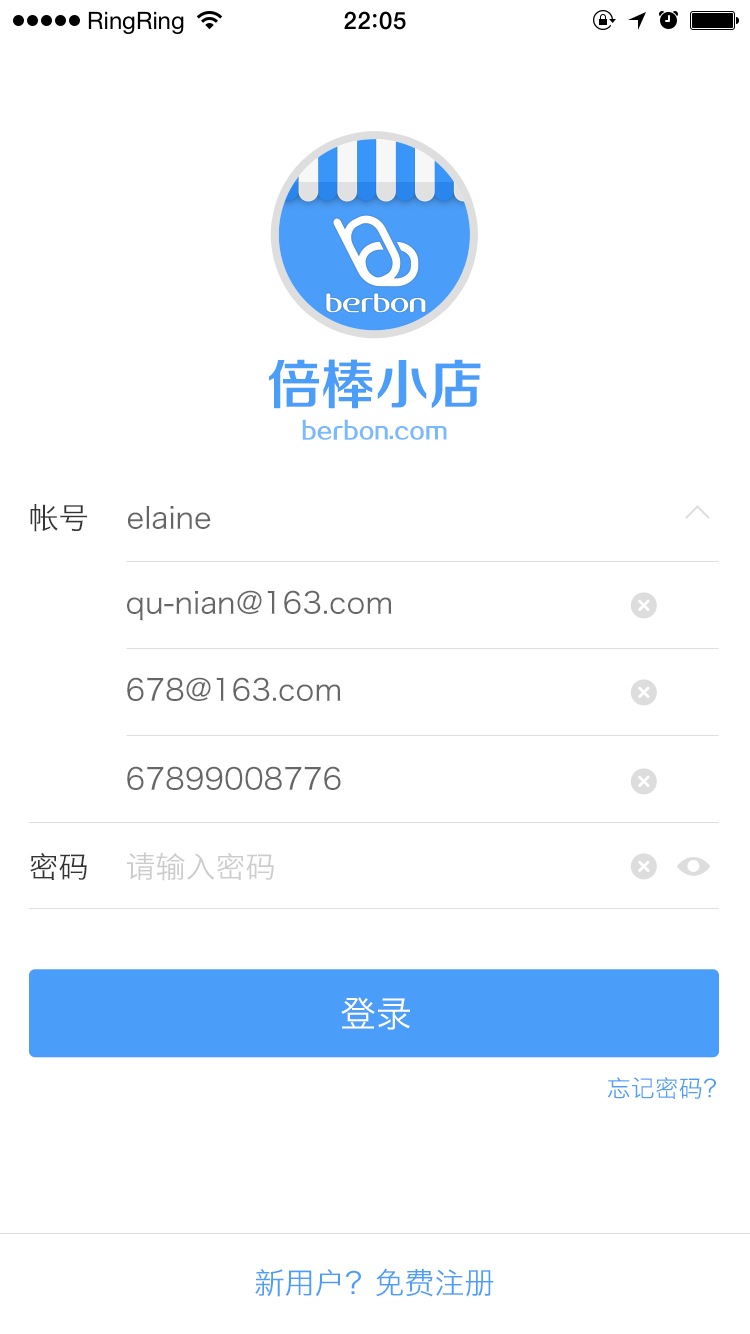 RingRing 22:05
berbon
倍棒小店
berbon.com
帐号 elaine
qu-nian@163.com
678@163.com
67899008776
密码 请输入密码
登录
忘记密码?
新用户? 免费注册